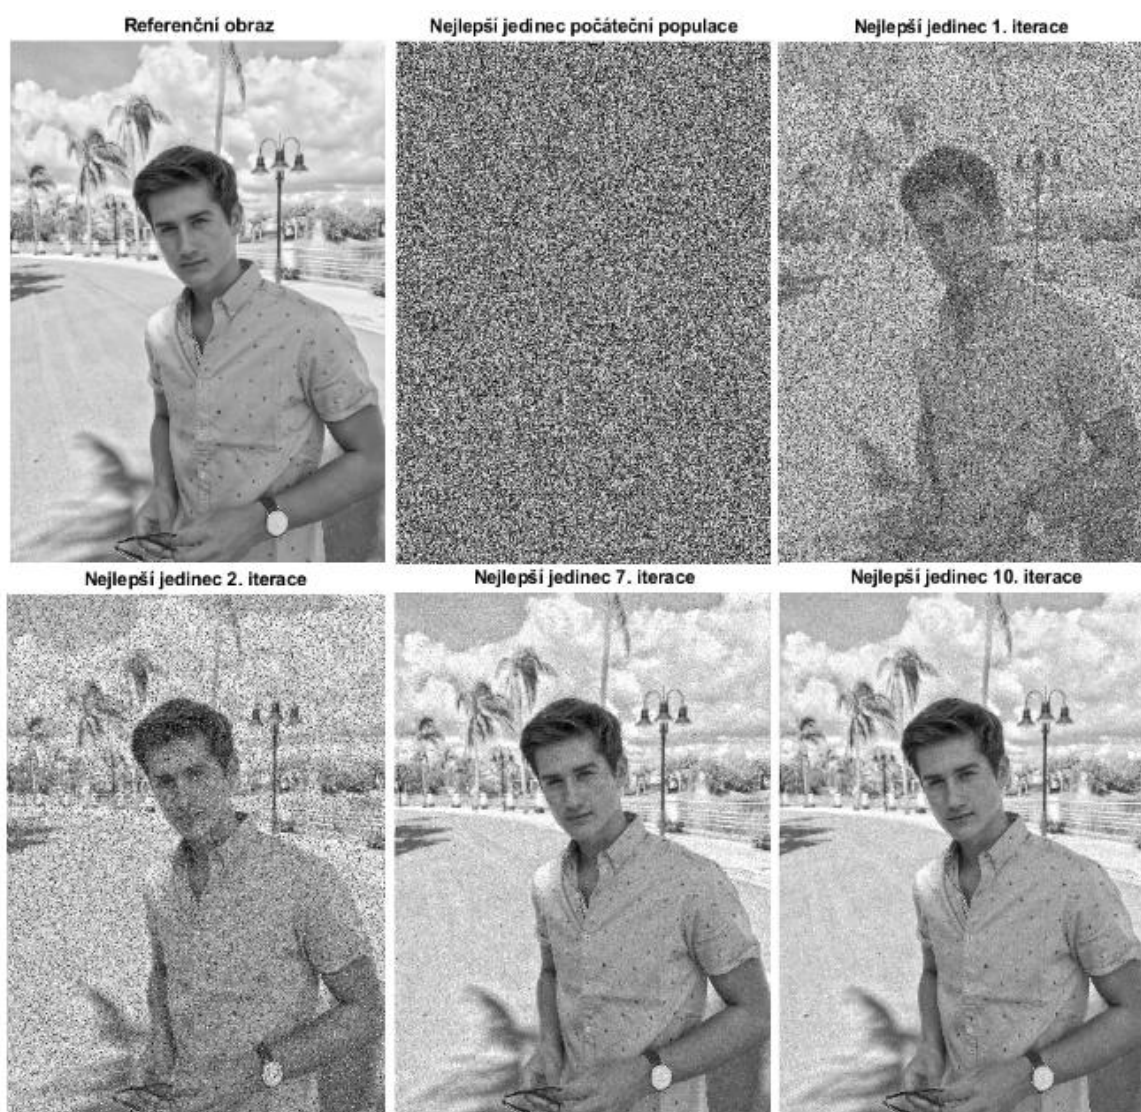 Referenční obraz
Nejlepší jedinec počáteční populace
Nejlepší jedinec 1. iterace
Nejlepší jedinec 2. iterace
Nejlepší jedinec 7. iterace
Nejlepší jedinec 10. iterace